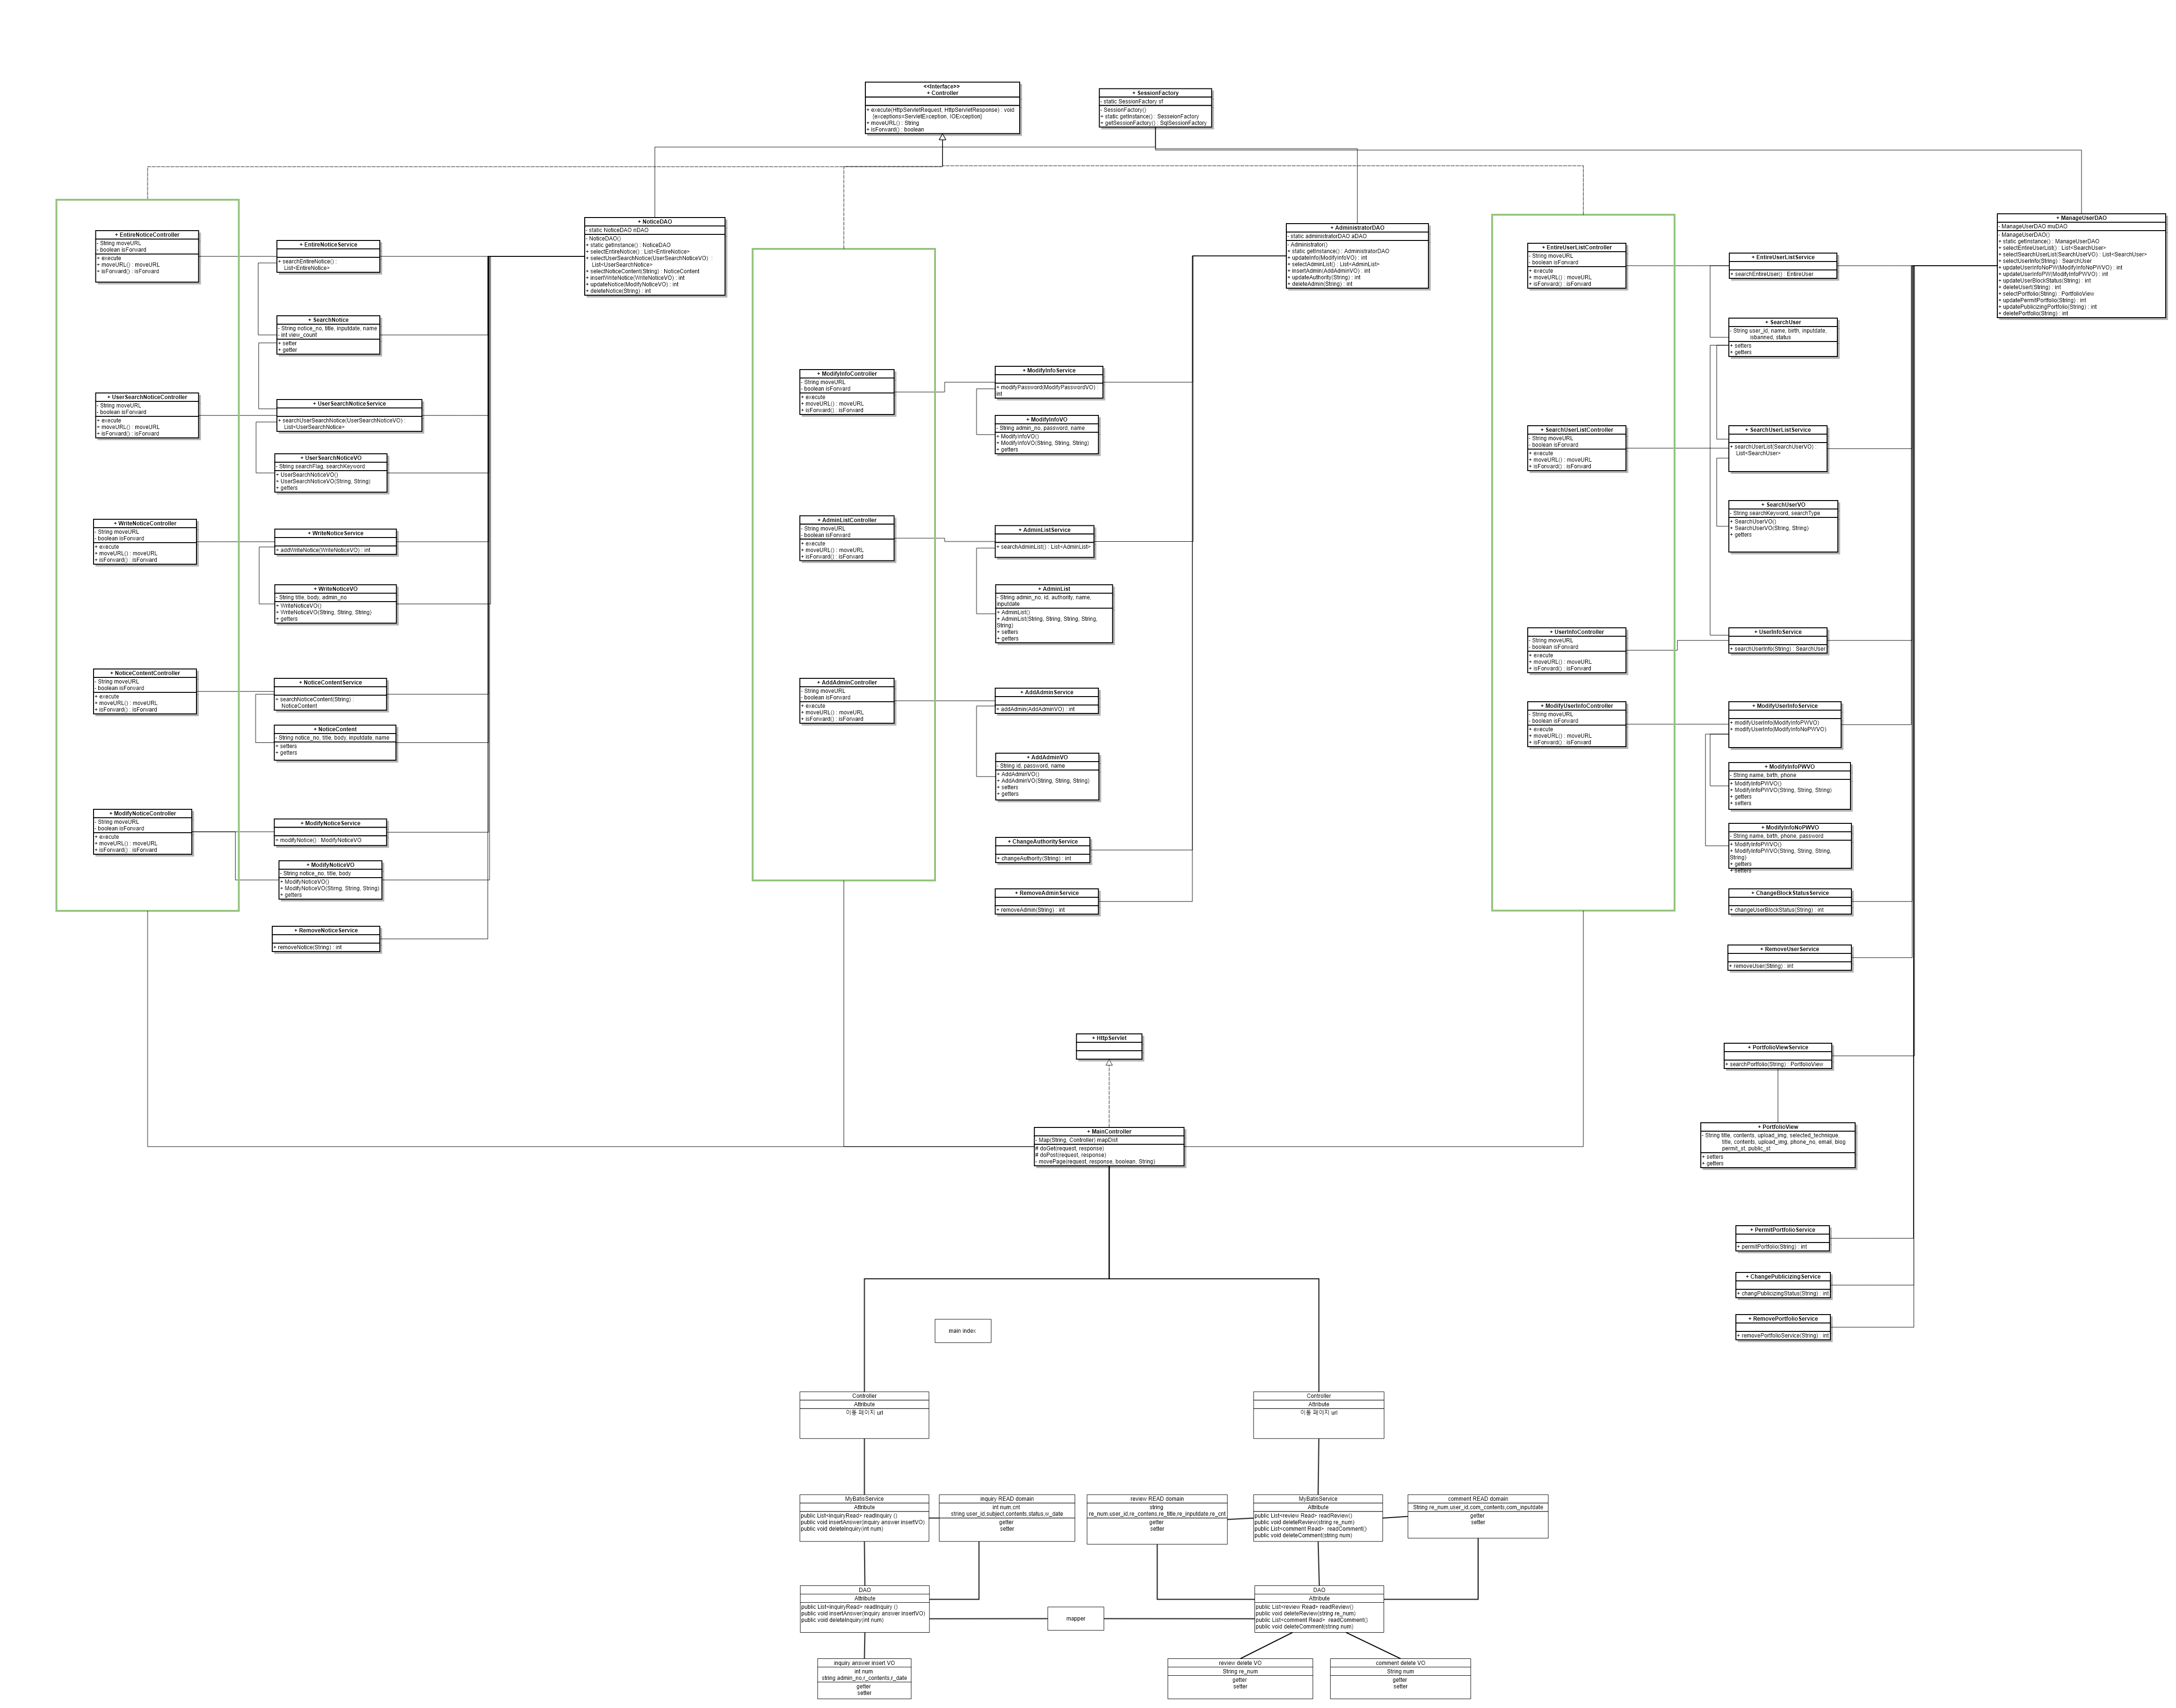 <<Interface>>
+ Controller
+ execute(HttpServletRequest, HttpServletResponse) : void
{exceptions=ServletException, IOException}
+ moveURL() : String
+ isForward() : boolean
+ SessionFactory
- static SessionFactory sf
- SessionFactory()
+ static getInstance() : SesseionFactory
+ getSessionFactory() : SqlSessionFactory
+ EntireNoticeController
- String moveURL
- boolean isForward
+ execute
+ moveURL() : moveURL
+ isForward() : isForward
+ EntireNoticeService
+ searchEntireNotice() :
List<EntireNotice>
+ SearchNotice
- String notice_no, title, inputdate, name
- int view_count
+ setter
+ getter
+ UserSearchNoticeController
- String moveURL
- boolean isForward
+ execute
+ moveURL() : moveURL
+ isForward() : isForward
+ UserSearchNoticeService
+ searchUserSearchNotice(UserSearchNoticeVO) :
List<UserSearchNotice>
+ UserSearchNoticeVO
- String searchFlag, searchKeyword
+ UserSearchNoticeVO()
+ UserSearchNoticeVO(String, String)
+ getters
+ WriteNoticeController
- String moveURL
- boolean isForward
+ execute
+ moveURL() : moveURL
+ isForward() : isForward
+ WriteNoticeService
+ addWriteNotice(WriteNoticeVO) : int
+ WriteNoticeVO
- String title, body, admin_no
+ WriteNoticeVO()
+ WriteNoticeVO(String, String, String)
+ getters
+ NoticeContentController
- String moveURL
- boolean isForward
+ execute
+ moveURL() : moveURL
+ isForward() : isForward
+ NoticeContentService
+ searchNoticeContent(String) :
NoticeContent
+ NoticeContent
- String notice_no, title, body, inputdate, name
+ setters
+ getters
+ ModifyNoticeController
- String moveURL
- boolean isForward
+ execute
+ moveURL() : moveURL
+ isForward() : isForward
+ ModifyNoticeService
+ modifyNotice() : ModifyNoticeVO
+ ModifyNoticeVO
- String notice_no, title, body
+ ModifyNoticeVO()
+ ModifyNoticeVO(Stirng, String, String)
+ getters
+ RemoveNoticeService
+ removeNotice(String) : int
+ NoticeDAO
- static NoticeDAO nDAO
- NoticeDAO()
+ static getInstance() : NoticeDAO
+ selectEntireNotice() : List<EntireNotice>
+ selectUserSearchNotice(UserSearchNoticeVO) :
List<UserSearchNotice>
+ selectNoticeContent(String) : NoticeContent
+ insertWriteNotice(WriteNoticeVO) : int
+ updateNotice(ModifyNoticeVO) : int
+ deleteNotice(String) : int
+ ModifyInfoController
- String moveURL
- boolean isForward
+ execute
+ moveURL() : moveURL
+ isForward() : isForward
+ ModifyInfoService
+ modifyPassword(ModifyPasswordVO) :
int
+ ModifyInfoVO
- String admin_no, password, name
+ ModifyInfoVO()
+ ModifyInfoVO(String, String, String)
+ getters
+ AdminListController
- String moveURL
- boolean isForward
+ execute
+ moveURL() : moveURL
+ isForward() : isForward
+ AdminListService
+ searchAdminList() : List<AdminList>
+ AdminList
- String admin_no, id, authority, name,
inputdate
+ AdminList()
+ AdminList(String, String, String, String,
String)
+ setters
+ getters
+ AddAdminController
- String moveURL
- boolean isForward
+ execute
+ moveURL() : moveURL
+ isForward() : isForward
+ AddAdminService
+ addAdmin(AddAdminVO) : int
+ AddAdminVO
- String id, password, name
+ AddAdminVO()
+ AddAdminVO(String, String, String)
+ setters
+ getters
+ ChangeAuthorityService
+ changeAuthority(String) : int
+ RemoveAdminService
+ removeAdmin(String) : int
+ AdministratorDAO
- static administratorDAO aDAO
- Administrator()
+ static getInstance() : AdministratorDAO
+ updateInfo(ModifyInfoVO) : int
+ selectAdminList() : List<AdminList>
+ insertAdmin(AddAdminVO) : int
+ updateAuthority(String) : int
+ deleteAdmin(String) : int
+ EntireUserListController
- String moveURL
- boolean isForward
+ execute
+ moveURL() : moveURL
+ isForward() : isForward
+ EntireUserListService
+ searchEntireUser() : EntireUser
+ SearchUser
- String user_id, name, birth, inputdate,
isbanned, status
+ setters
+ getters
+ SearchUserListController
- String moveURL
- boolean isForward
+ execute
+ moveURL() : moveURL
+ isForward() : isForward
+ SearchUserListService
+ searchUserList(SearchUserVO) :
List<SearchUser>
+ SearchUserVO
- String searchKeyword, searchType
+ SearchUserVO()
+ SearchUserVO(String, String)
+ getters
+ UserInfoController
- String moveURL
- boolean isForward
+ execute
+ moveURL() : moveURL
+ isForward() : isForward
+ UserInfoService
+ searchUserInfo(String) : SearchUser
+ ModifyUserInfoController
- String moveURL
- boolean isForward
+ execute
+ moveURL() : moveURL
+ isForward() : isForward
+ ModifyUserInfoService
+ modifyUserInfo(ModifyInfoPWVO)
+ modifyUserInfo(ModifyInfoNoPWVO)
+ ModifyInfoPWVO
- String name, birth, phone
+ ModifyInfoPWVO()
+ ModifyInfoPWVO(String, String, String)
+ getters
+ setters
+ ModifyInfoNoPWVO
- String name, birth, phone, password
+ ModifyInfoPWVO()
+ ModifyInfoPWVO(String, String, String,
String)
+ getters
+ setters
+ ChangeBlockStatusService
+ changeUserBlockStatus(String) : int
+ RemoveUserService
+ removeUser(String) : int
+ PortfolioViewService
+ searchPortfolio(String) : PortfolioView
+ PortfolioView
- String title, contents, upload_img, selected_technique,
title, contents, upload_img, phone_no, email, blog
permit_st, public_st
+ setters
+ getters
+ PermitPortfolioService
+ permitPortfolio(String) : int
+ ChangePublicizingService
+ changPublicizingStatus(String) : int
+ RemovePortfolioService
+ removePortfolioService(String) : int
+ ManageUserDAO
- ManageUserDAO muDAO
- ManageUserDAO()
+ static getInstance() : ManageUserDAO
+ selectEntireUserList() : List<SearchUser>
+ selectSearchUserList(SearchUserVO) : List<SearchUser>
+ selectUserInfo(String) : SearchUser
+ updateUserInfoNoPW(ModifyInfoNoPWVO) : int
+ updateUserInfoPW(ModifyInfoPWVO) : int
+ updateUserBlockStatus(String) : int
+ deleteUsert(String) : int
+ selectPortfolio(String) : PortfolioView
+ updatePermitPortfolio(String) : int
+ updatePublicizingPortfolio(String) : int
+ deletePortfolio(String) : int
+ HttpServlet
+ MainController
- Map(String, Controller) mapDist
# doGet(request, response)
# doPost(request, response)
- movePage(request, response, boolean, String)
main index
Controller
Attribute
이동 페이지 url
Controller
Attribute
이동 페이지 url
MyBatisService
Attribute
public List<inquiryRead> readInquiry ()
public void insertAnswer(inquiry answer insertVO)
public void deleteInquiry(int num)
inquiry READ domain
int num,cnt
string user_id,subject,contents,status,w_date
getter
setter
review READ domain
string
re_num,user_id,re_contens,re_title,re_inputdate,re_cnt
getter
setter
MyBatisService
Attribute
public List<review Read> readReview()
public void deleteReview(string re_num)
public List<comment Read> readComment()
public void deleteComment(string num)
comment READ domain
String re_num,user_id,com_contents,com_inputdate
getter
setter
DAO
Attribute
public List<inquiryRead> readInquiry ()
public void insertAnswer(inquiry answer insertVO)
public void deleteInquiry(int num)
mapper
DAO
Attribute
public List<review Read> readReview()
public void deleteReview(string re_num)
public List<comment Read> readComment()
public void deleteComment(string num)
inquiry answer insert VO
int num
string admin_no,r_contents,r_date
getter
setter
review delete VO
String re_num
getter
setter
comment delete VO
String num
getter
setter